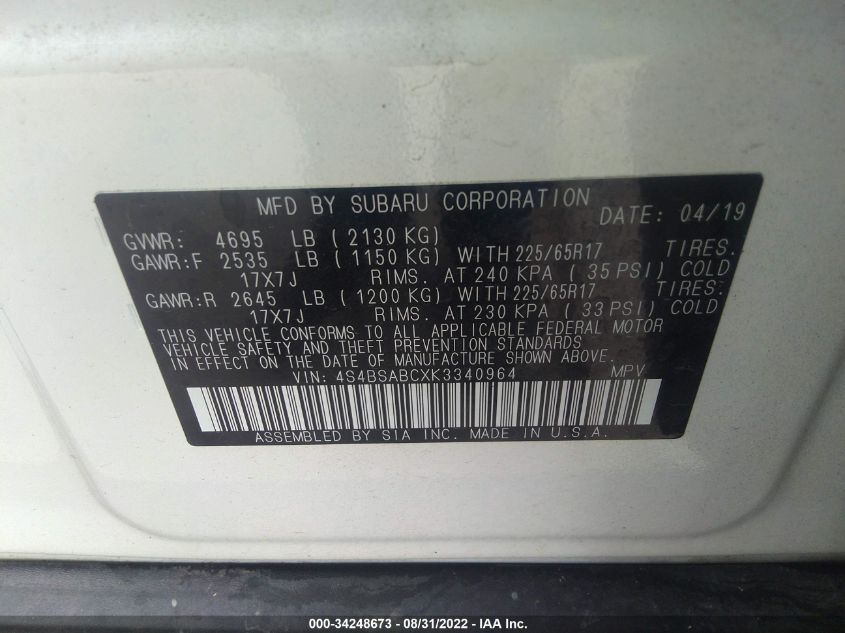 MFD BY SUBARU CORPORATION DATE: 04/19
GVWR: 4695 LB (2130 KG)
GAWR:F 2535 LB (1150 KG) WITH 225/65R17 TIRES.
17X7J RIMS. AT 240 KPA (35 PSI) COLD
GAWR:R 2645 LB (1200 KG) WITH 225/65R17 TIRES.
17X7J RIMS. AT 230 KPA (33 PSI) COLD
THIS VEHICLE CONFORMS TO ALL APPLICABLE FEDERAL MOTOR
VEHICLE SAFETY AND THEFT PREVENTION STANDARDS
IN EFFECT ON THE DATE OF MANUFACTURE SHOWN ABOVE.
VIN: 4S4BSABCXK3340964 MPV
ASSEMBLED BY SIA INC. MADE IN U.S.A.
000-34248673 - 08/31/2022 - IAA Inc.